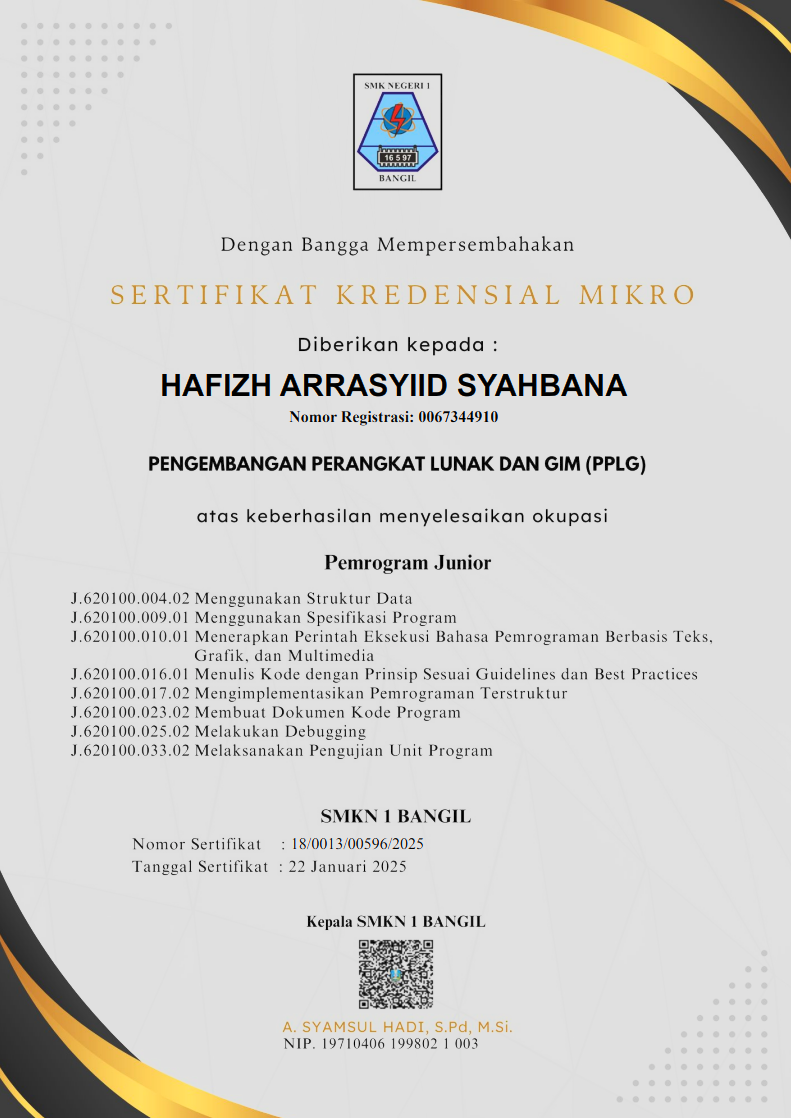 SMK NEGERI 1
16 5 97
BANGIL
Dengan Bangga Mempersembahakan
SERTIFIKAT KREDENSIAL MIKRO
Diberikan kepada :
HAFIZH ARRASYIID SYAHBANA
Nomor Registrasi: 0067344910
PENGEMBANGAN PERANGKAT LUNAK DAN GIM (PPLG)
atas keberhasilan menyelesaikan okupasi
Pemrogram Junior
J.620100.004.02 Menggunakan Struktur Data
J.620100.009.01 Menggunakan Spesifikasi Program
J.620100.010.01 Menerapkan Perintah Eksekusi Bahasa Pemrograman Berbasis Teks,
Grafik, dan Multimedia
J.620100.016.01 Menulis Kode dengan Prinsip Sesuai Guidelines dan Best Practices
J.620100.017.02 Mengimplementasikan Pemrograman Terstruktur
J.620100.023.02 Membuat Dokumen Kode Program
J.620100.025.02 Melakukan Debugging
J.620100.033.02 Melaksanakan Pengujian Unit Program
SMKN 1 BANGIL
Nomor Sertifikat : 18/0013/00596/2025
Tanggal Sertifikat : 22 Januari 2025
Kepala SMKN 1 BANGIL
A. SYAMSUL HADI, S.Pd, M.Si.
NIP. 19710406 199802 1 003